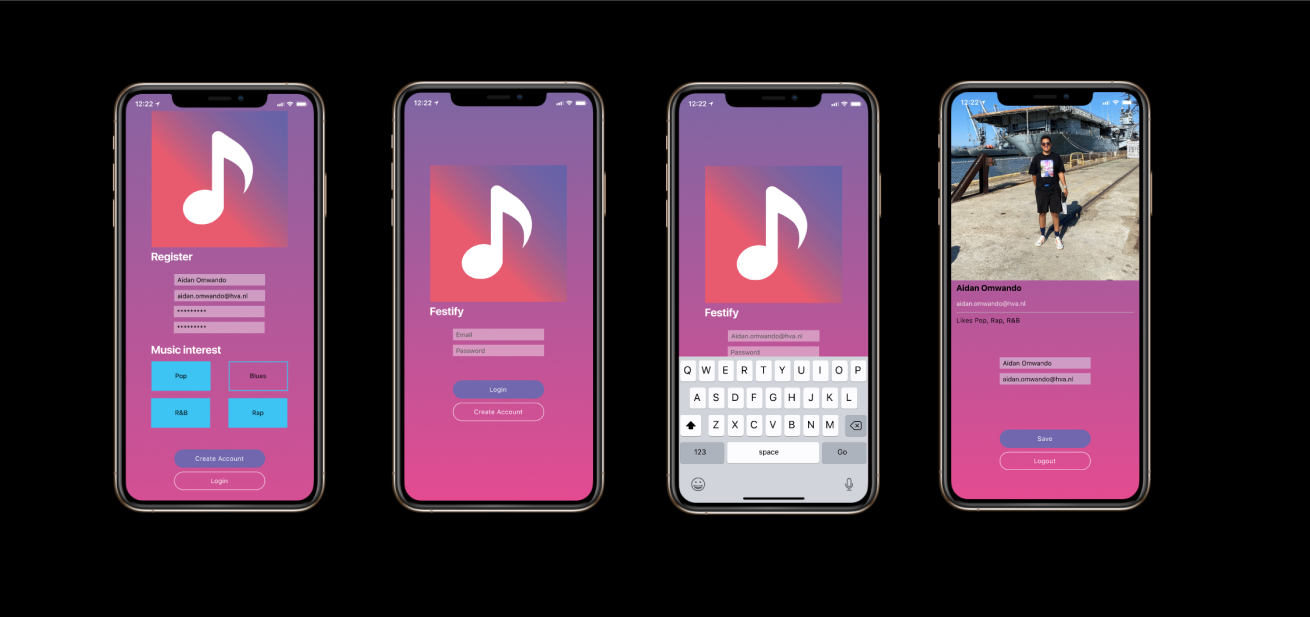 12:22
Register
Aidan Omwando
aidan.omwando@hva.nl
*********
*********
Music interest
Pop
Blues
R&B
Rap
Create Account
Login
12:22
Festify
Email
Password
Login
Create Account
12:22
Festify
Aidan.omwando@hva.nl
Password
Q W E R T Y U I O P
A S D F G H J K L
Z X C V B N M
123 space Go
12:22
Aidan Omwando
aidan.omwando@hva.nl
Likes Pop, Rap, R&B
Aidan Omwando
aidan.omwando@hva.nl
Save
Logout